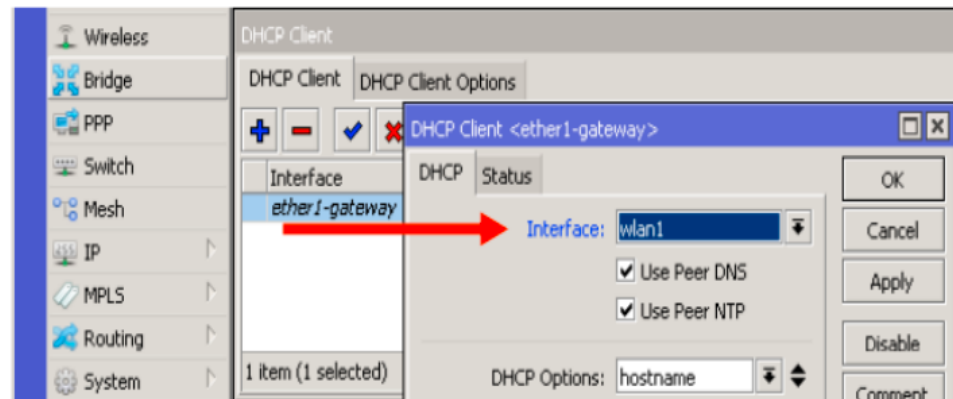 Wireless
Bridge
PPP
Switch
Mesh
IP
MPLS
Routing
System
DHCP Client
DHCP Client DHCP Client Options
Interface
ether1-gateway
1 item (1 selected)
DHCP Client <ether1-gateway>
DHCP Status
Interface: wlan1
Use Peer DNS
Use Peer NTP
DHCP Options: hostname
OK
Cancel
Apply
Disable
Comment